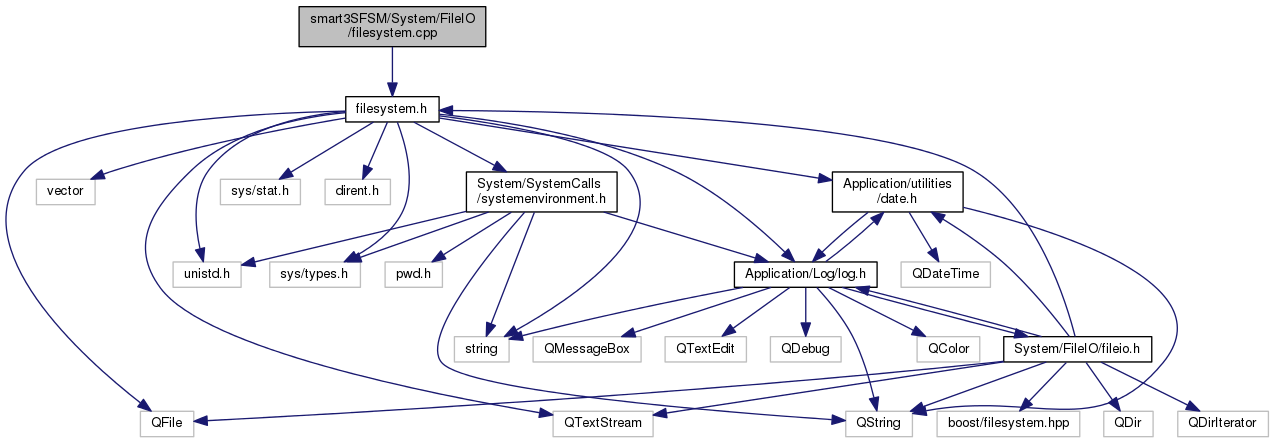 smart3SFSM/System/FileIO
/filesystem.cpp
filesystem.h
vector
sys/stat.h
dirent.h
System/SystemCalls
/systemenvironment.h
Application/utilities
/date.h
unistd.h
sys/types.h
pwd.h
Application/Log/log.h
QDateTime
string
QMessageBox
QTextEdit
QDebug
QColor
System/FileIO/fileio.h
QFile
QTextStream
QString
boost/filesystem.hpp
QDir
QDirIterator